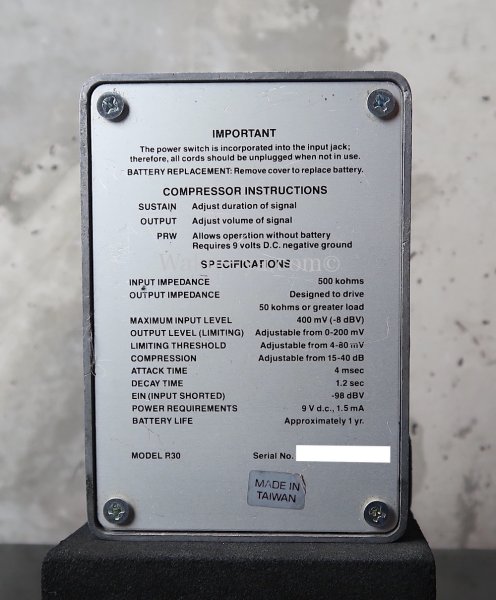 IMPORTANT
The power switch is incorporated into the input jack;
therefore, all cords should be unplugged when not in use.
BATTERY REPLACEMENT: Remove cover to replace battery.
COMPRESSOR INSTRUCTIONS
SUSTAIN Adjust duration of signal
OUTPUT Adjust volume of signal
PRW Allows operation without battery
Requires 9 volts D.C. negative ground
SPECIFICATIONS
INPUT IMPEDANCE 500 kohms
OUTPUT IMPEDANCE Designed to drive
50 kohms or greater load
MAXIMUM INPUT LEVEL 400 mV (-8 dBV)
OUTPUT LEVEL (LIMITING) Adjustable from 0-200 mV
LIMITING THRESHOLD Adjustable from 4-80 mV
COMPRESSION Adjustable from 15-40 dB
ATTACK TIME 4 msec
DECAY TIME 1.2 sec
EIN (INPUT SHORTED) -98 dBV
POWER REQUIREMENTS 9 V d.c., 1.5 mA
BATTERY LIFE Approximately 1 yr.
MODEL R30 Serial No.
MADE IN
TAIWAN